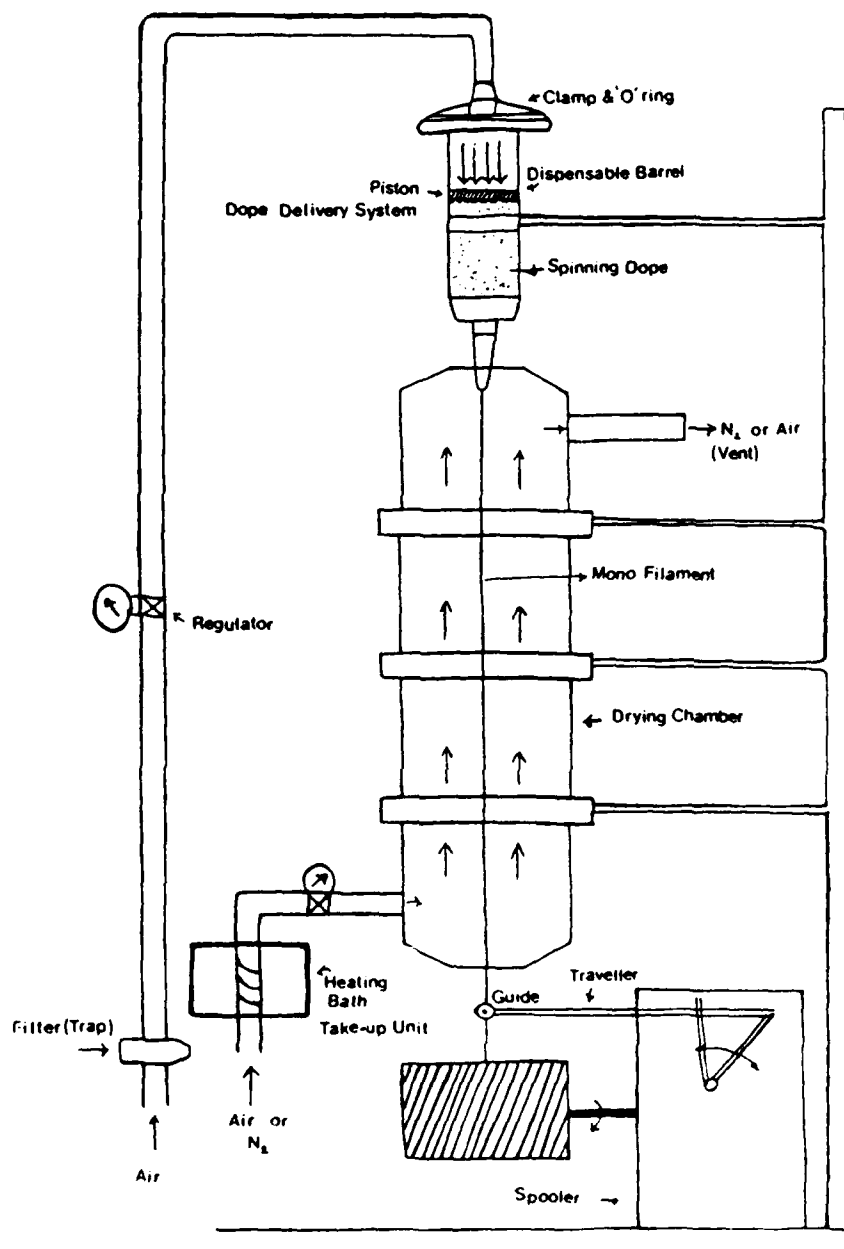 Clamp & 'O' ring
Dispensable Barrel
Piston
Dope Delivery System
Spinning Dope
N₂ or Air
(Vent)
Mono Filament
Regulator
Drying Chamber
Heating
Bath
Guide
Traveller
Take-up Unit
Filter (Trap)
Air or
N₂
Air
Spooler